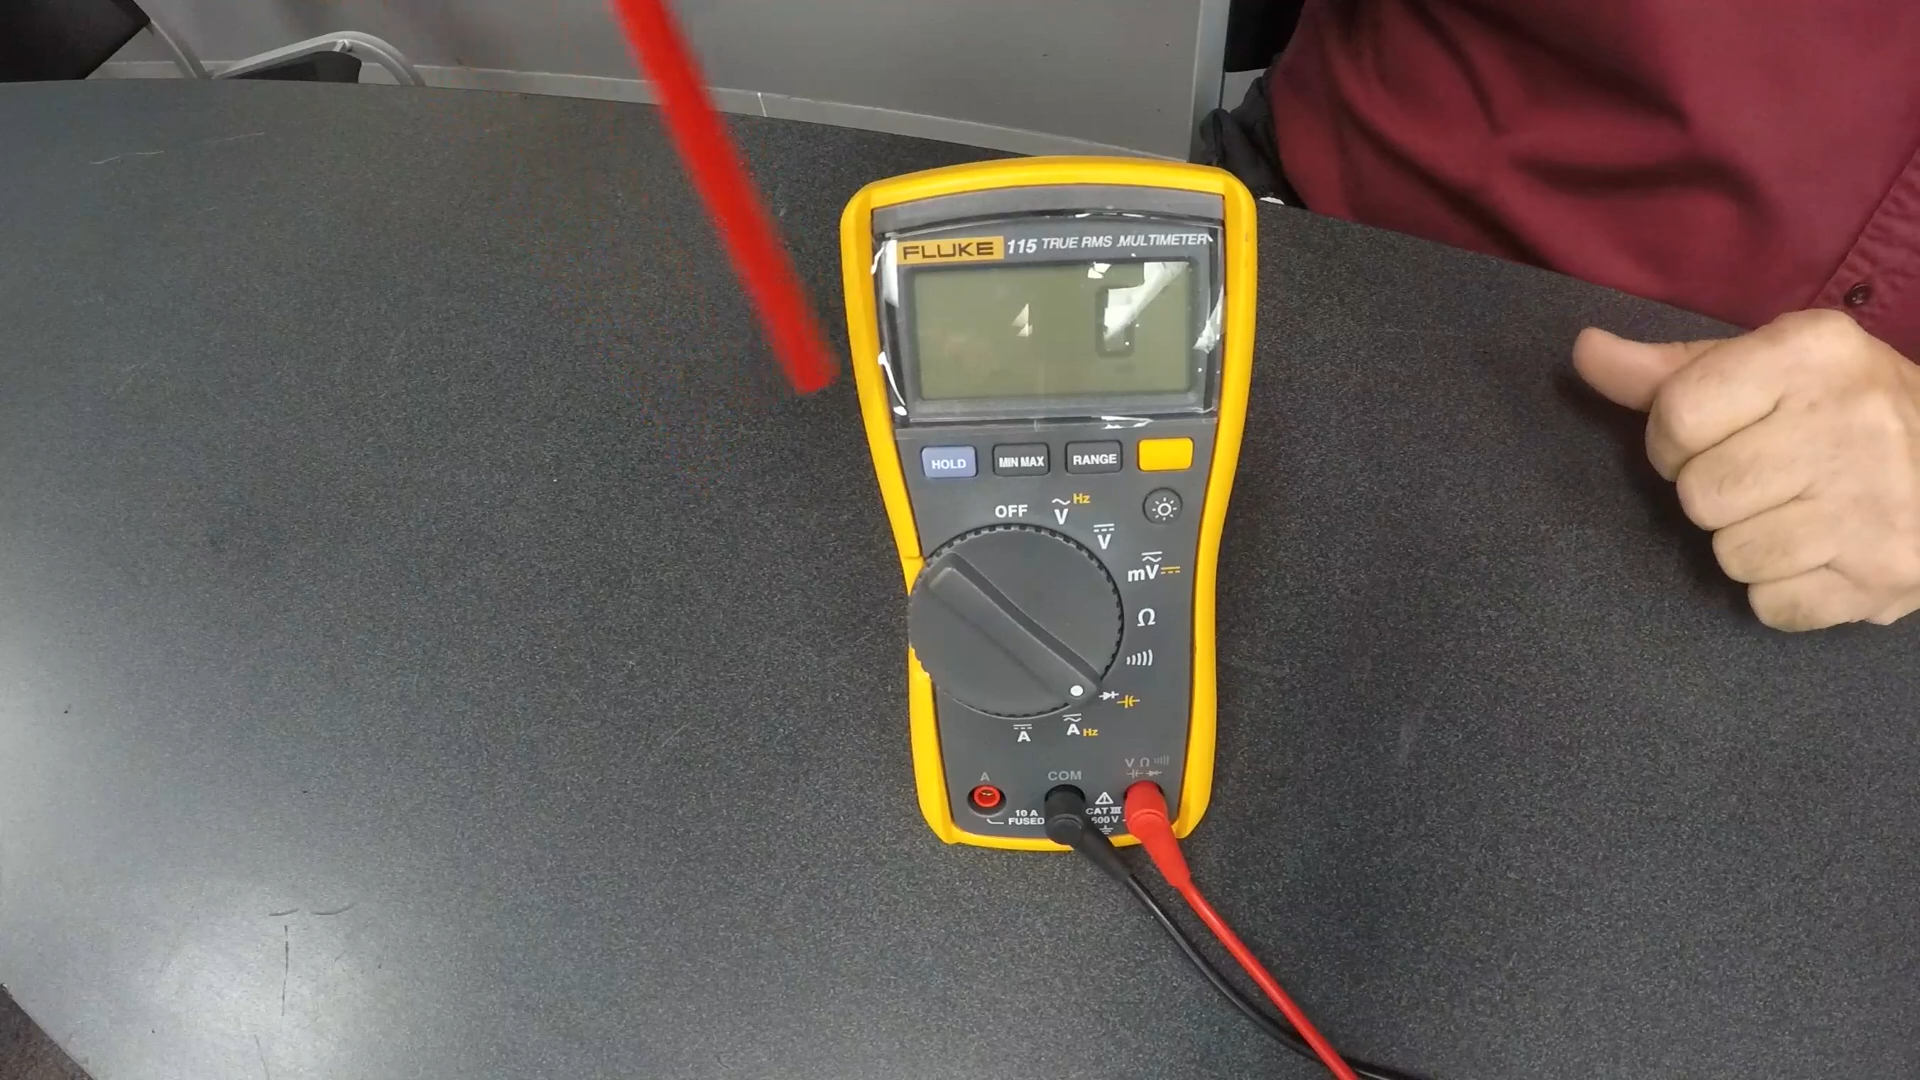 FLUKE 115 TRUE RMS MULTIMETER
HOLD MIN MAX RANGE
OFF
Ṽ Hz
V
mV
Ω
A Hz
A
A COM V Ω
10 A
FUSED
CAT III
600 V